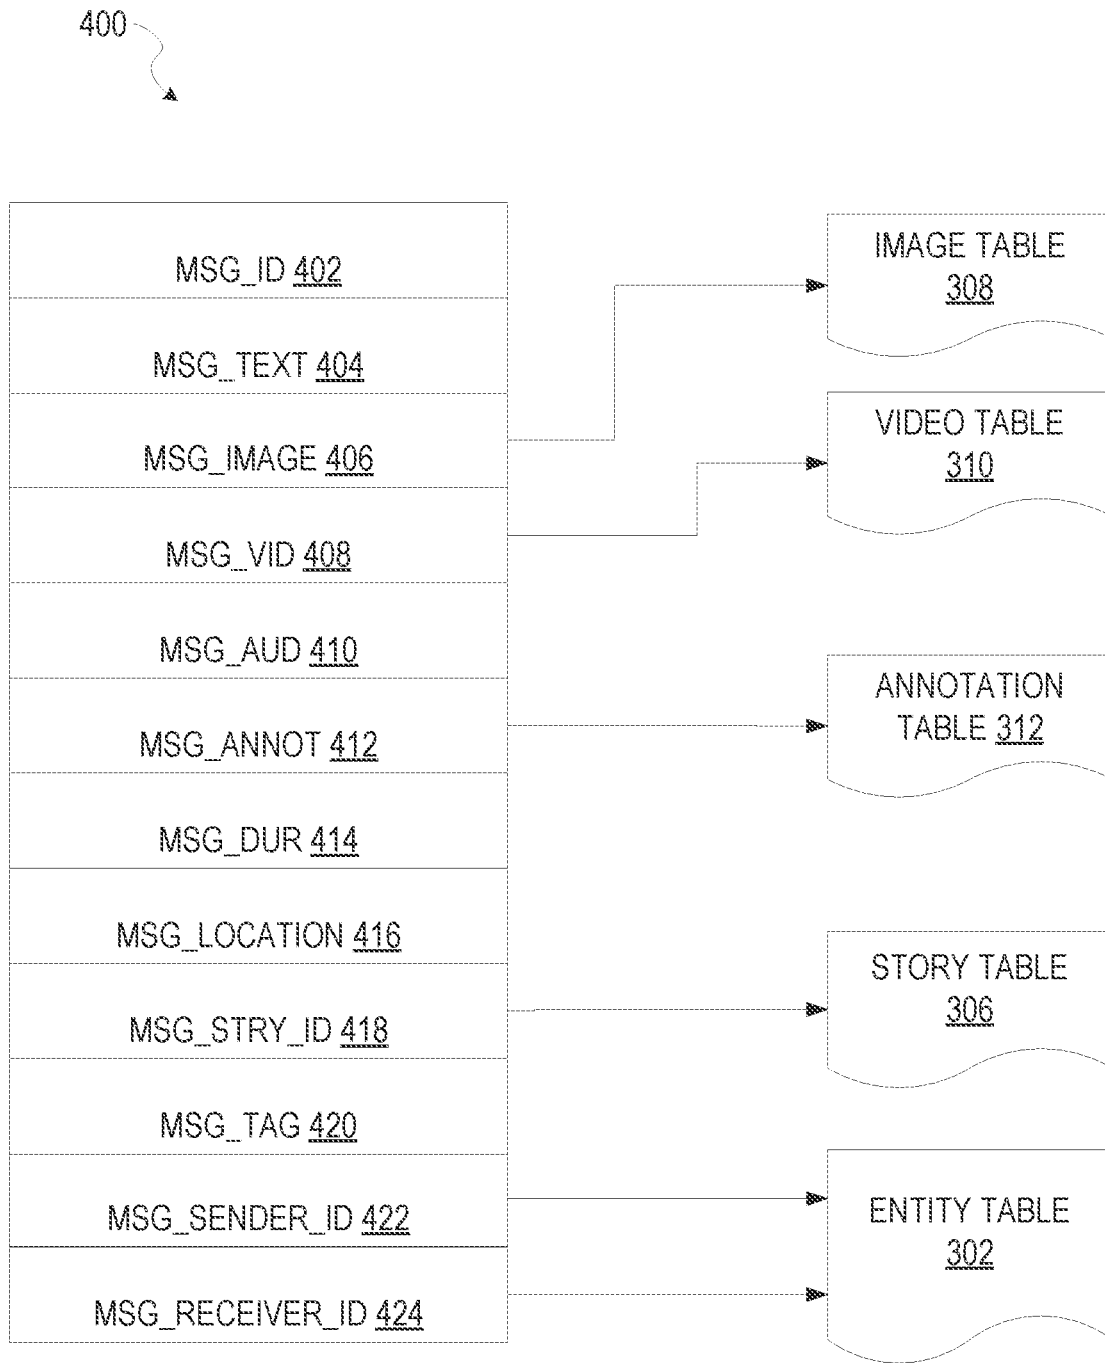 400
MSG_ID 402
MSG_TEXT 404
MSG_IMAGE 406
MSG_VID 408
MSG_AUD 410
MSG_ANNOT 412
MSG_DUR 414
MSG_LOCATION 416
MSG_STRY_ID 418
MSG_TAG 420
MSG_SENDER_ID 422
MSG_RECEIVER_ID 424
IMAGE TABLE
308
VIDEO TABLE
310
ANNOTATION
TABLE 312
STORY TABLE
306
ENTITY TABLE
302